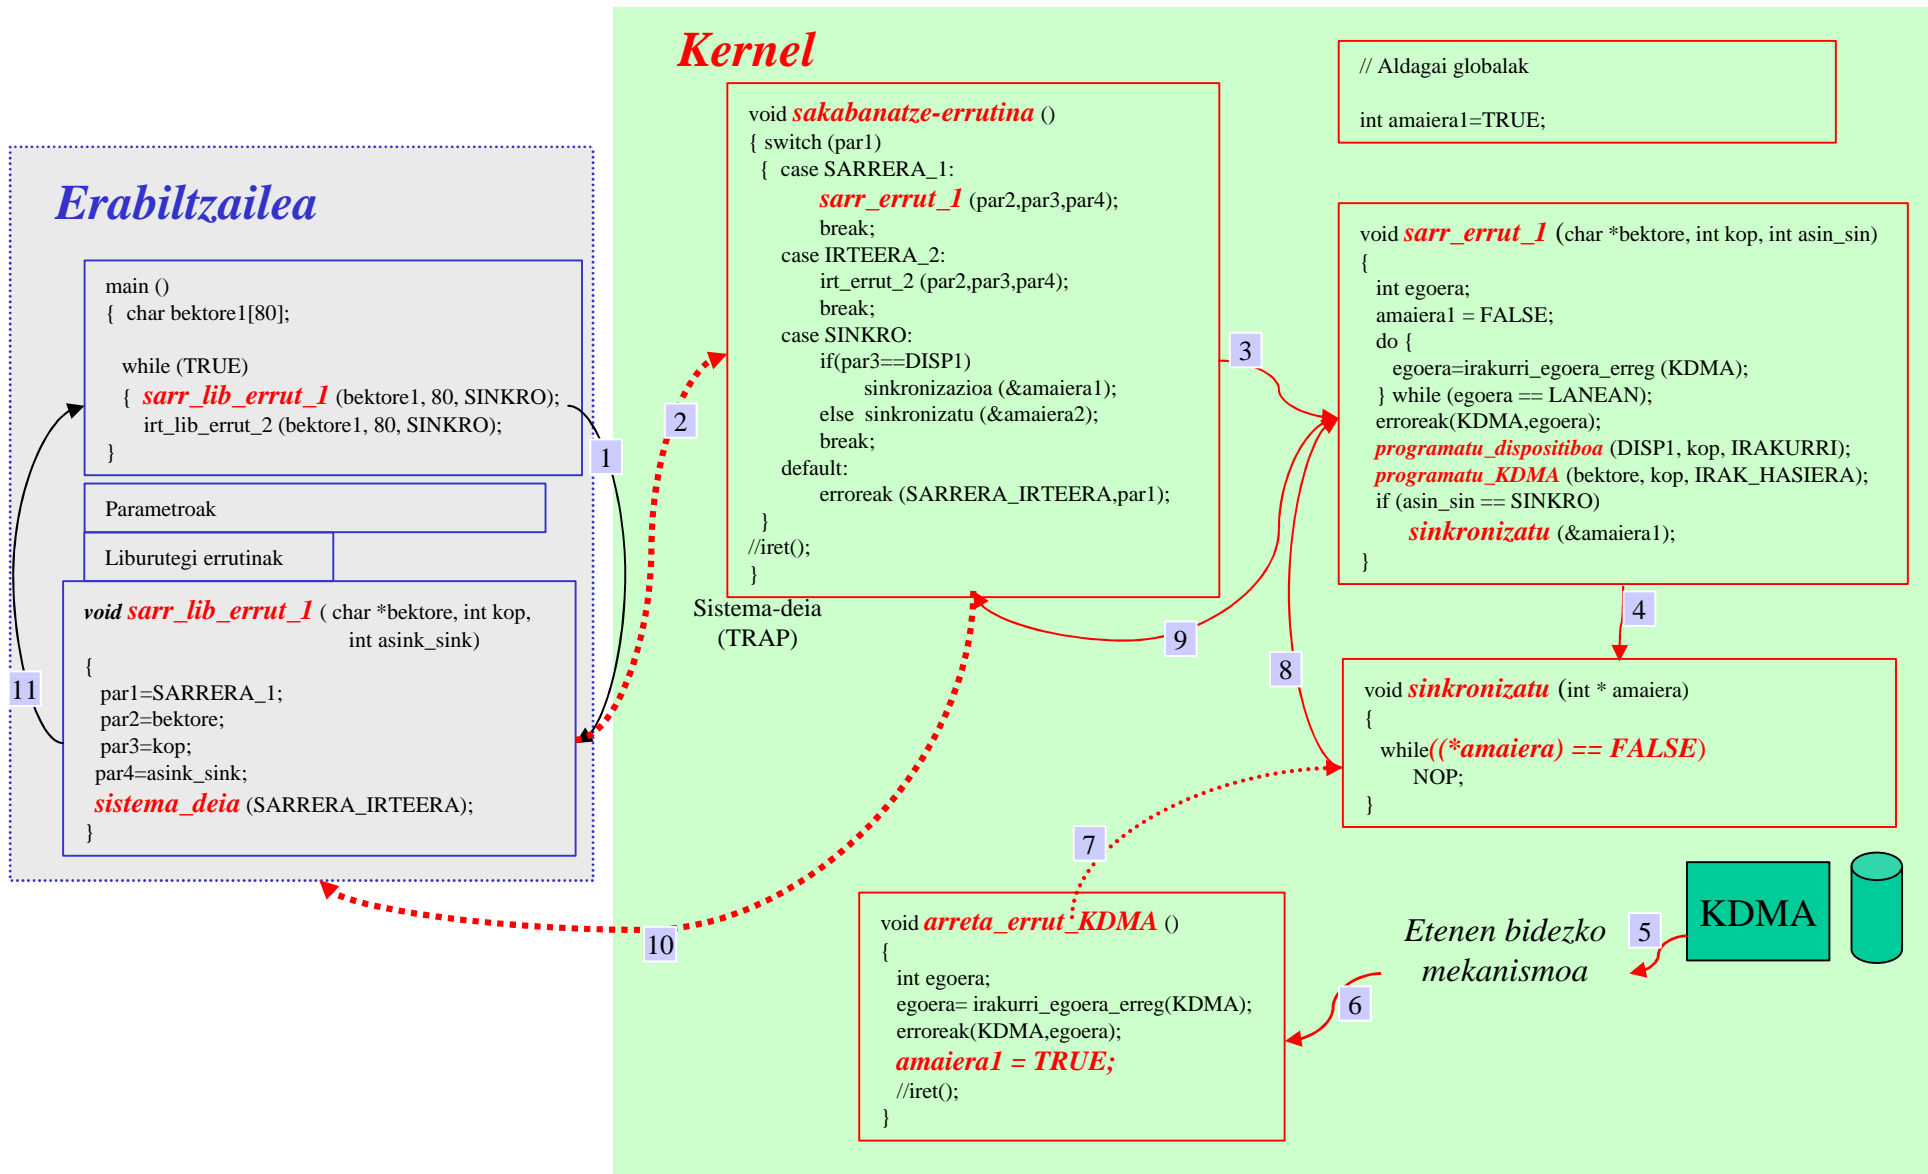 Kernel
// Aldagai globalak
int amaiera1=TRUE;
void sakabanatze-errutina ()
{ switch (par1)
{ case SARRERA_1:
sarr_errut_1 (par2,par3,par4);
break;
case IRTEERA_2:
irt_errut_2 (par2,par3,par4);
break;
case SINKRO:
if(par3==DISP1)
sinkronizazioa (&amaiera1);
else sinkronizatu (&amaiera2);
break;
default:
erroreak (SARRERA_IRTEERA,par1);
}
//iret();
}
Sistema-deia
(TRAP)
Erabiltzailea
main ()
{ char bektore1[80];
while (TRUE)
{ sarr_lib_errut_1 (bektore1, 80, SINKRO);
irt_lib_errut_2 (bektore1, 80, SINKRO);
}
Parametroak
Liburutegi errutinak
void sarr_lib_errut_1 ( char *bektore, int kop,
int asink_sink)
{
par1=SARRERA_1;
par2=bektore;
par3=kop;
par4=asink_sink;
sistema_deia (SARRERA_IRTEERA);
}
1
2
3
4
5
6
7
8
9
10
11
void sarr_errut_1 (char *bektore, int kop, int asin_sin)
{
int egoera;
amaiera1 = FALSE;
do {
egoera=irakurri_egoera_erreg (KDMA);
} while (egoera == LANEAN);
erroreak(KDMA,egoera);
programatu_dispositiboa (DISP1, kop, IRAKURRI);
programatu_KDMA (bektore, kop, IRAK_HASIERA);
if (asin_sin == SINKRO)
sinkronizatu (&amaiera1);
}
void sinkronizatu (int * amaiera)
{
while((*amaiera) == FALSE)
NOP;
}
void arreta_errut_KDMA ()
{
int egoera;
egoera= irakurri_egoera_erreg(KDMA);
erroreak(KDMA,egoera);
amaiera1 = TRUE;
//iret();
}
Etenen bidezko
mekanismoa
KDMA